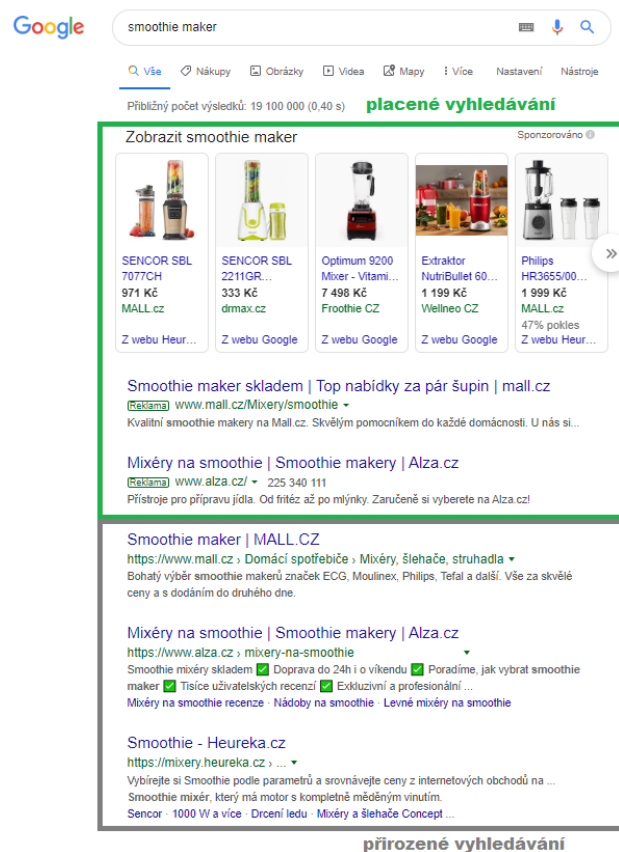 Google
smoothie maker
Vše Nákupy Obrázky Videa Mapy Více Nastavení Nástroje
Přibližný počet výsledků: 19 100 000 (0,40 s) placené vyhledávání
Zobrazit smoothie maker Sponzorováno
SENCOR SBL SENCOR SBL Optimum 9200 Extraktor Philips
7077CH 2211GR... Mixer - Vitami... NutriBullet 60... HR3655/00...
971 Kč 333 Kč 7 498 Kč 1 199 Kč 1 999 Kč
MALL.cz drmax.cz Froothie CZ Wellneo CZ MALL.cz
47% pokles
Z webu Heur... Z webu Google Z webu Google Z webu Google Z webu Heur...
Smoothie maker skladem | Top nabídky za pár šupin | mall.cz
Reklama www.mall.cz/Mixery/smoothie
Kvalitní smoothie makery na Mall.cz. Skvělým pomocníkem do každé domácnosti. U nás si...
Mixéry na smoothie | Smoothie makery | Alza.cz
Reklama www.alza.cz/ 225 340 111
Přístroje pro přípravu jídla. Od fritéz až po mlýnky. Zaručeně si vyberete na Alza.cz!
Smoothie maker | MALL.CZ
https://www.mall.cz › Domácí spotřebiče › Mixéry, šlehače, struhadla
Bohatý výběr smoothie makerů značek ECG, Moulinex, Philips, Tefal a další. Vše za skvělé
ceny a s dodáním do druhého dne.
Mixéry na smoothie | Smoothie makery | Alza.cz
https://www.alza.cz › mixery-na-smoothie
Smoothie mixéry skladem ✅ Doprava do 24h i o víkendu ✅ Poradíme, jak vybrat smoothie
maker ✅ Tisíce uživatelských recenzí ✅ Exkluzivní a profesionální ...
Mixéry na smoothie recenze · Nádoby na smoothie · Levné mixéry na smoothie
Smoothie - Heureka.cz
https://mixery.heureka.cz › ...
Vybírejte si Smoothie podle parametrů a srovnávejte ceny z internetových obchodů na ...
Smoothie mixér, který má motor s kompletně měděným vinutím.
Sencor · 1000 W a více · Drcení ledu · Mixéry a šlehače Concept ...
přirozené vyhledávání